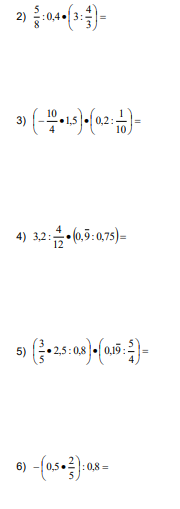 2) 5/8 : 0,4 • (3 : 4/3) =
3) (− 10/4 • 1,5) • (0,2 : 1/10) =
4) 3,2 : 4/12 • (0,9̄ : 0,75) =
5) (3/5 • 2,5 : 0,8) • (0,19̄ : 5/4) =
6) −(0,5 • 2/5) : 0,8 =